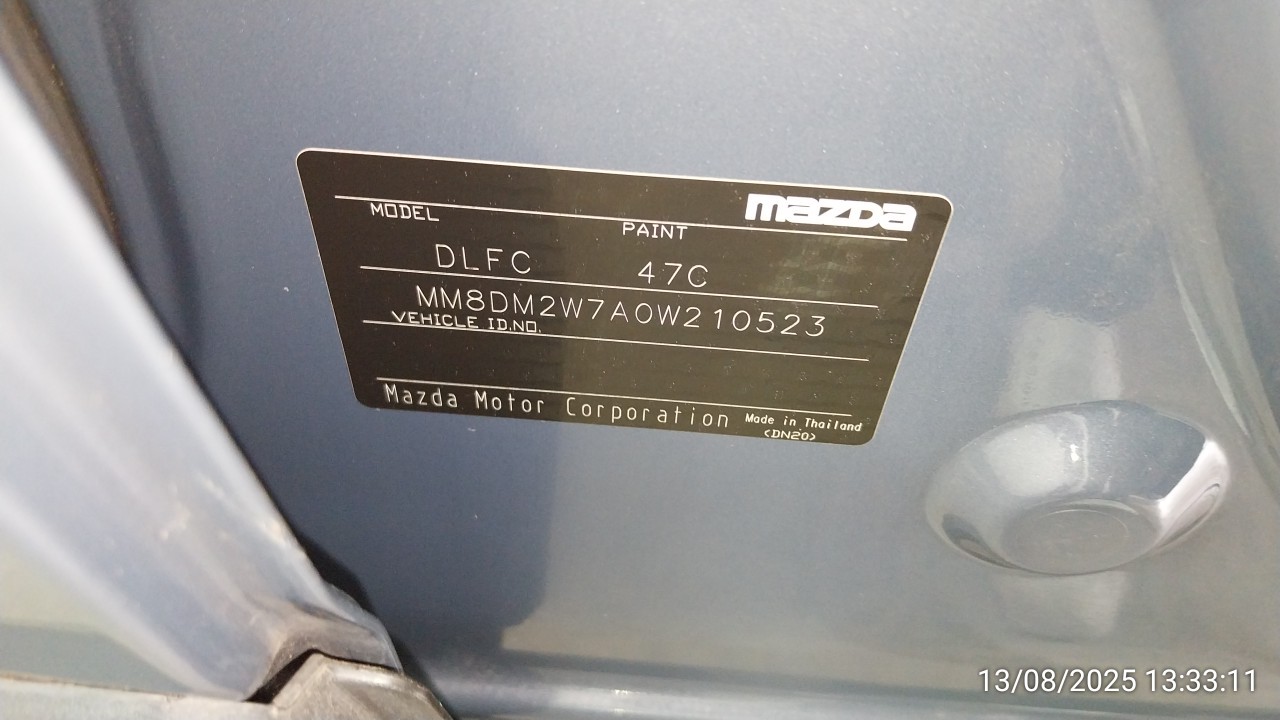 mazda
MODEL PAINT
DLFC 47C
MM8DM2W7A0W210523
VEHICLE ID.NO.
Mazda Motor Corporation Made in Thailand
<DN20>
13/08/2025 13:33:11